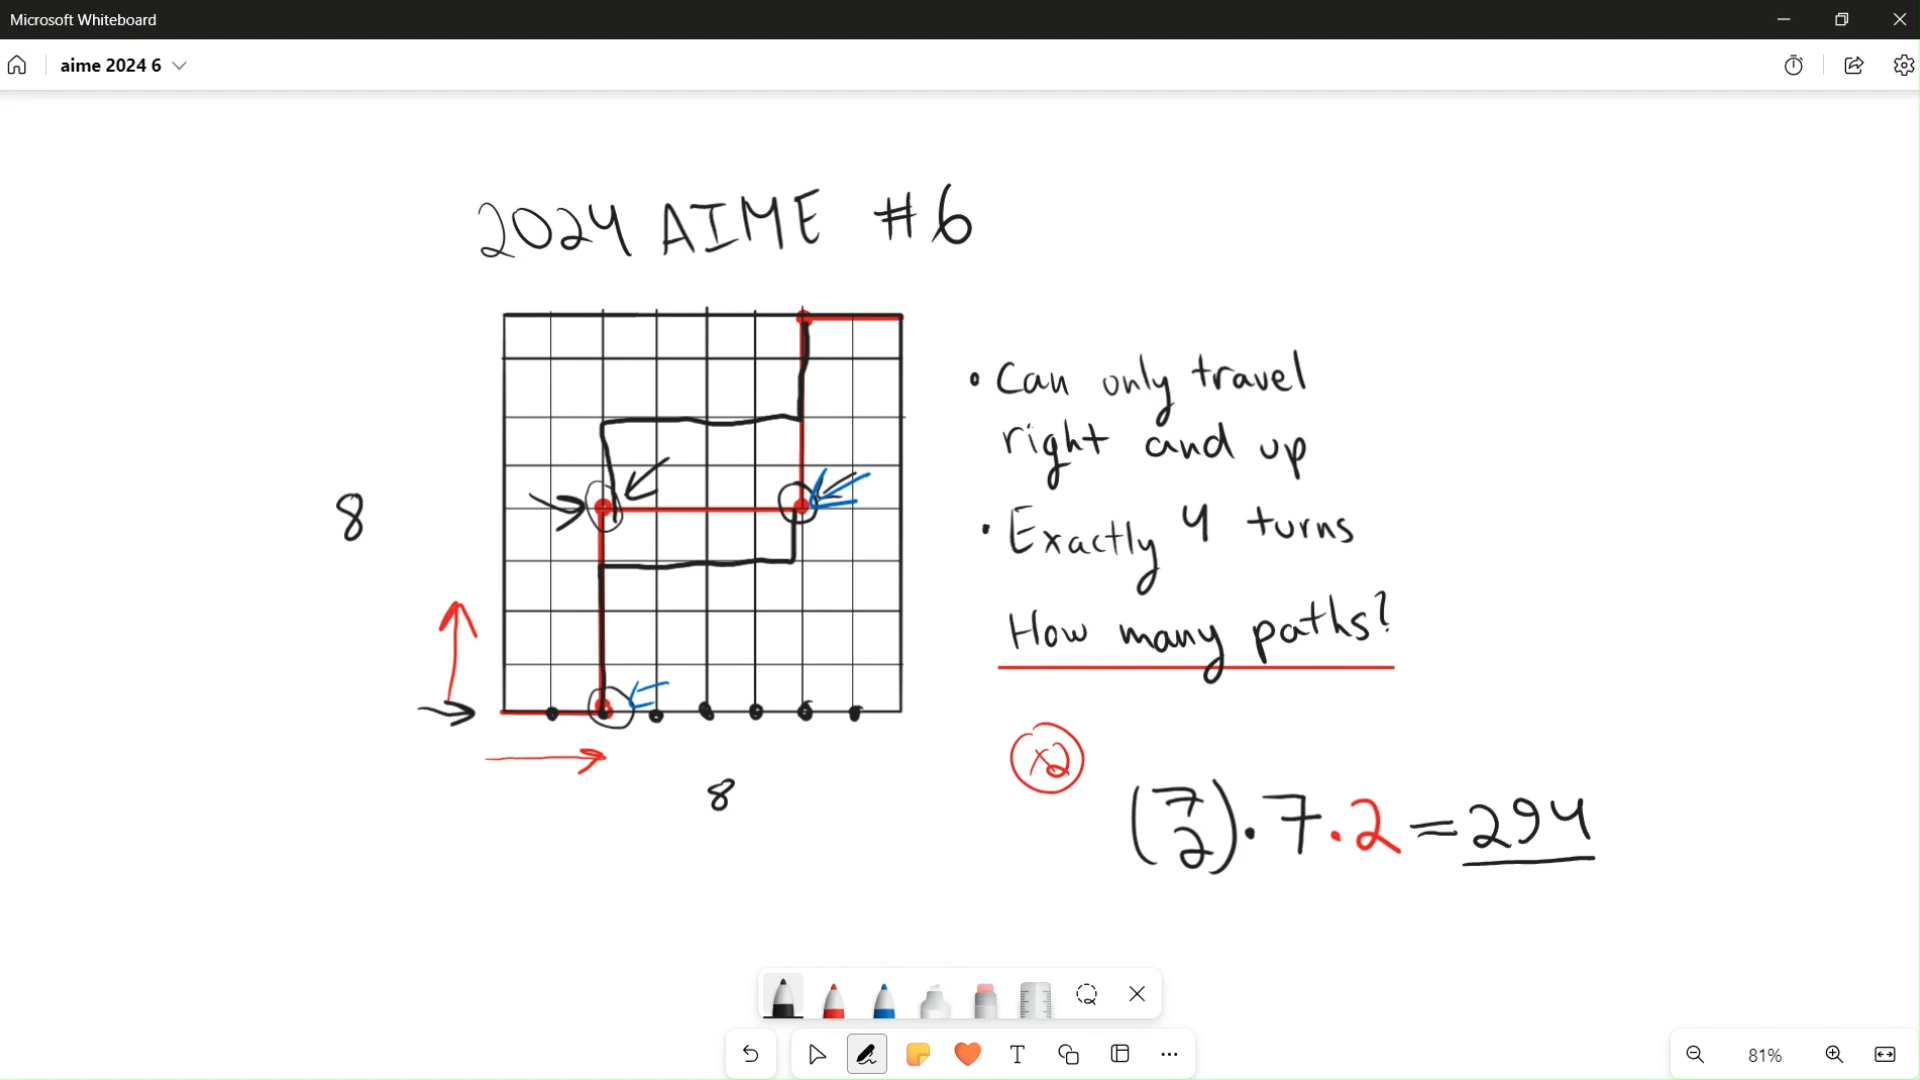 Microsoft Whiteboard
aime 2024 6
2024 AIME #6
• Can only travel
right and up
• Exactly 4 turns
How many paths?
8
8
x2
(7 2) · 7 · 2 = 294
T
81%